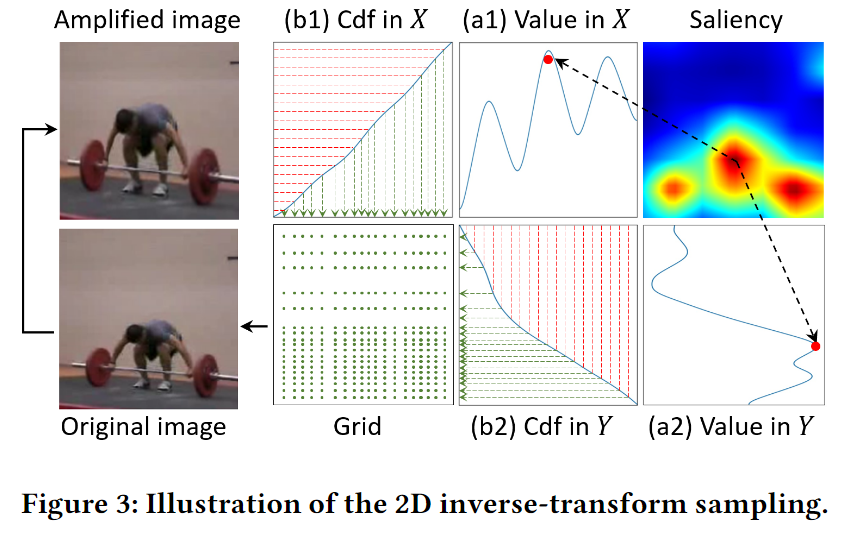 Amplified image
(b1) Cdf in X
(a1) Value in X
Saliency
Original image
Grid
(b2) Cdf in Y
(a2) Value in Y
Figure 3: Illustration of the 2D inverse-transform sampling.